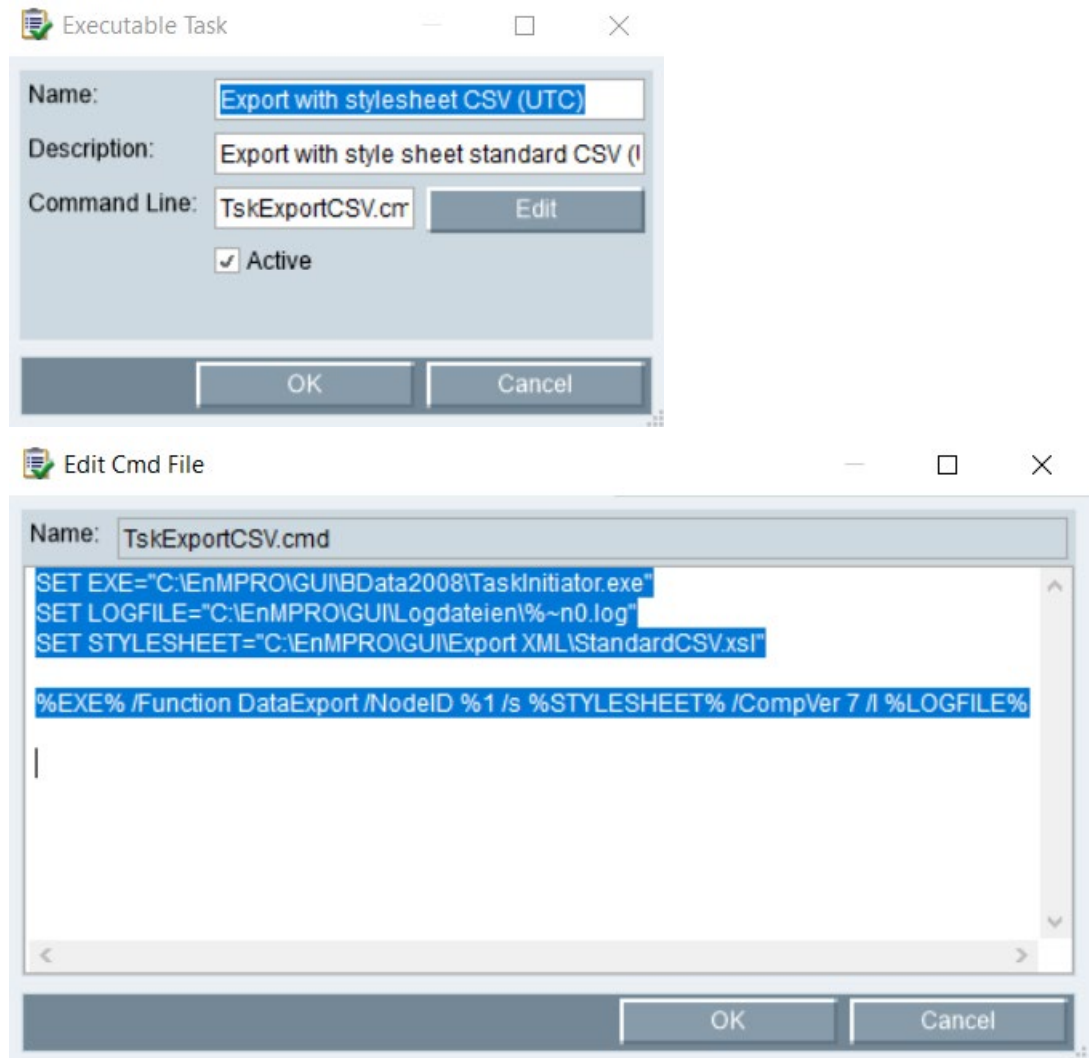 Executable Task
Name: Export with stylesheet CSV (UTC)
Description: Export with style sheet standard CSV (
Command Line: TskExportCSV.cm Edit
Active
OK Cancel
Edit Cmd File
Name: TskExportCSV.cmd
SET EXE="C:\EnMPRO\GUI\BData2008\TaskInitiator.exe"
SET LOGFILE="C:\EnMPRO\GUI\Logdateien\%~n0.log"
SET STYLESHEET="C:\EnMPRO\GUI\Export XML\StandardCSV.xsl"
%EXE% /Function DataExport /NodeID %1 /s %STYLESHEET% /CompVer 7 /l %LOGFILE%
OK Cancel